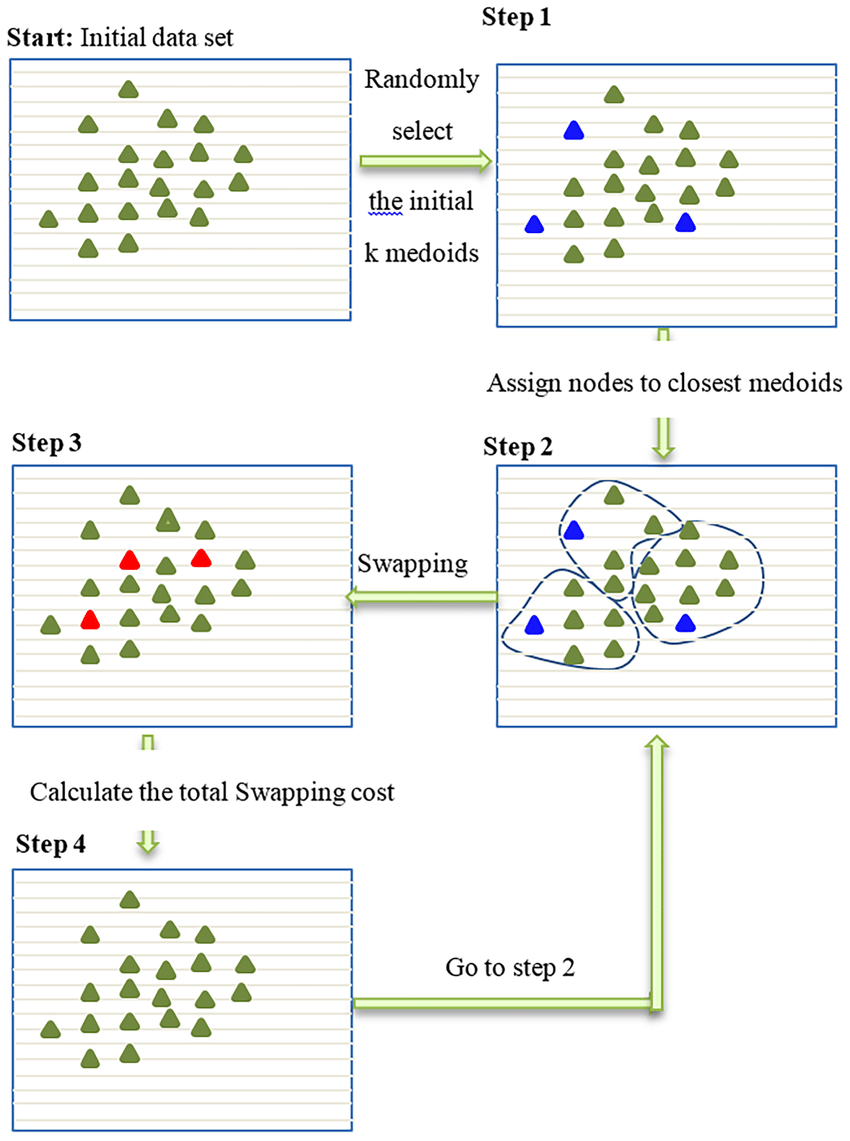 Start: Initial data set
Randomly
select
the initial
k medoids
Step 1
Assign nodes to closest medoids
Step 2
Swapping
Step 3
Calculate the total Swapping cost
Step 4
Go to step 2